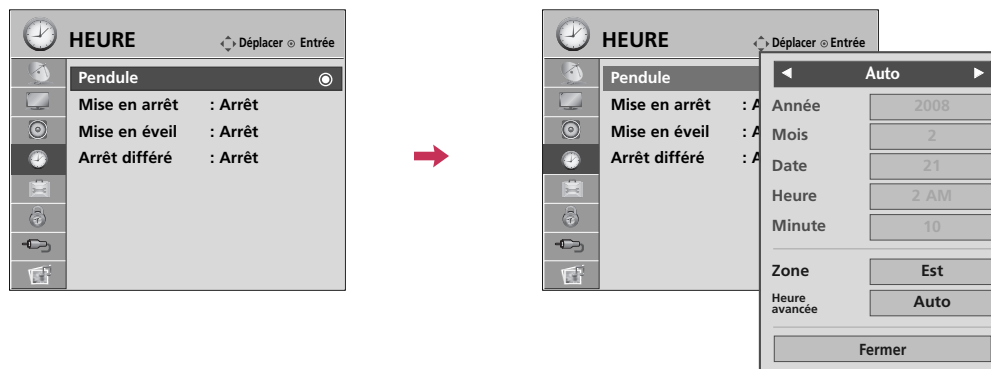 HEURE Déplacer Entrée
Pendule
Mise en arrêt : Arrêt
Mise en éveil : Arrêt
Arrêt différé : Arrêt
HEURE Déplacer Entrée
Pendule
Mise en arrêt : A
Mise en éveil : A
Arrêt différé : A
Auto
Année 2008
Mois 2
Date 21
Heure 2 AM
Minute 10
Zone Est
Heure
avancée Auto
Fermer